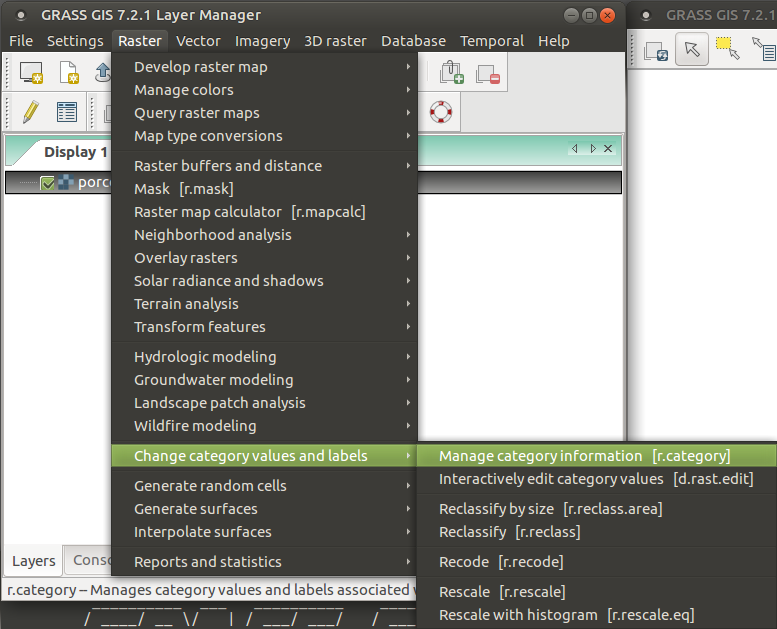 GRASS GIS 7.2.1 Layer Manager
GRASS GIS 7.2.1
File Settings Raster Vector Imagery 3D raster Database Temporal Help
Develop raster map
Manage colors
Query raster maps
Map type conversions
Display 1
Raster buffers and distance
Mask [r.mask]
Raster map calculator [r.mapcalc]
Neighborhood analysis
Overlay rasters
Solar radiance and shadows
Terrain analysis
Transform features
Hydrologic modeling
Groundwater modeling
Landscape patch analysis
Wildfire modeling
Change category values and labels
Generate random cells
Generate surfaces
Interpolate surfaces
Reports and statistics
Manage category information [r.category]
Interactively edit category values [d.rast.edit]
Reclassify by size [r.reclass.area]
Reclassify [r.reclass]
Recode [r.recode]
Rescale [r.rescale]
Rescale with histogram [r.rescale.eq]
Layers
r.category -- Manages category values and labels associated